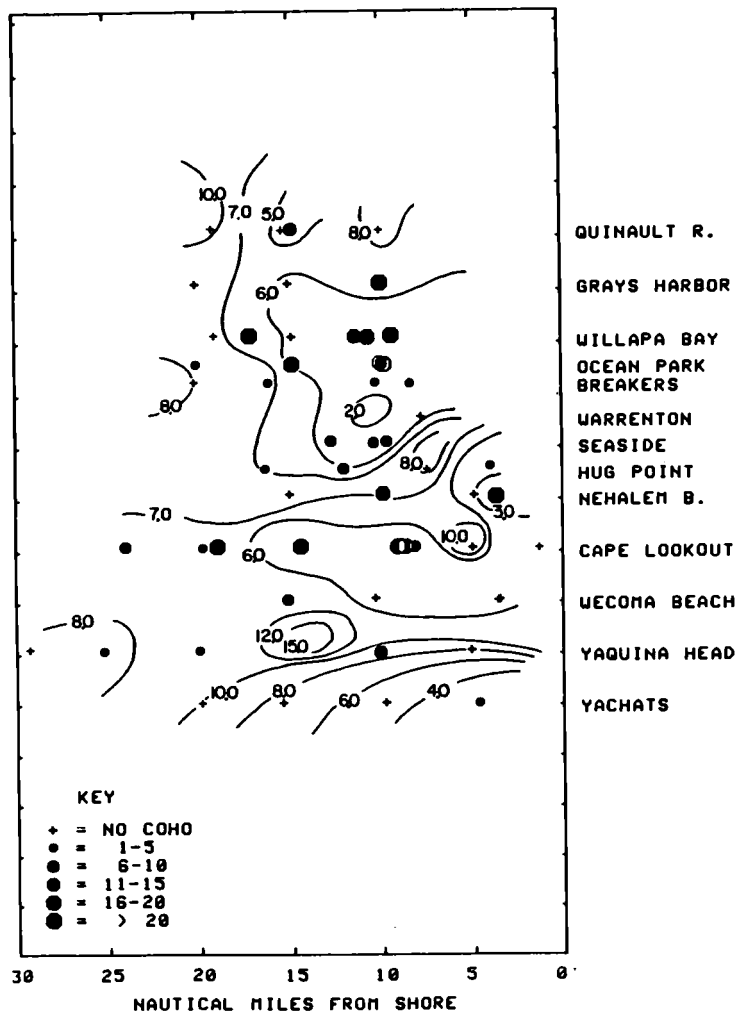 10.0
7.0
5.0
8.0
QUINAULT R.
6.0
GRAYS HARBOR
WILLAPA BAY
OCEAN PARK
BREAKERS
8.0
2.0
WARRENTON
SEASIDE
8.0
HUG POINT
NEHALEM B.
3.0
7.0
10.0
6.0
CAPE LOOKOUT
WECOMA BEACH
8.0
12.0
15.0
YAQUINA HEAD
10.0
8.0
6.0
4.0
YACHATS
KEY
+ = NO COHO
● = 1-5
● = 6-10
● = 11-15
● = 16-20
● = > 20
30 25 20 15 10 5 0
NAUTICAL MILES FROM SHORE